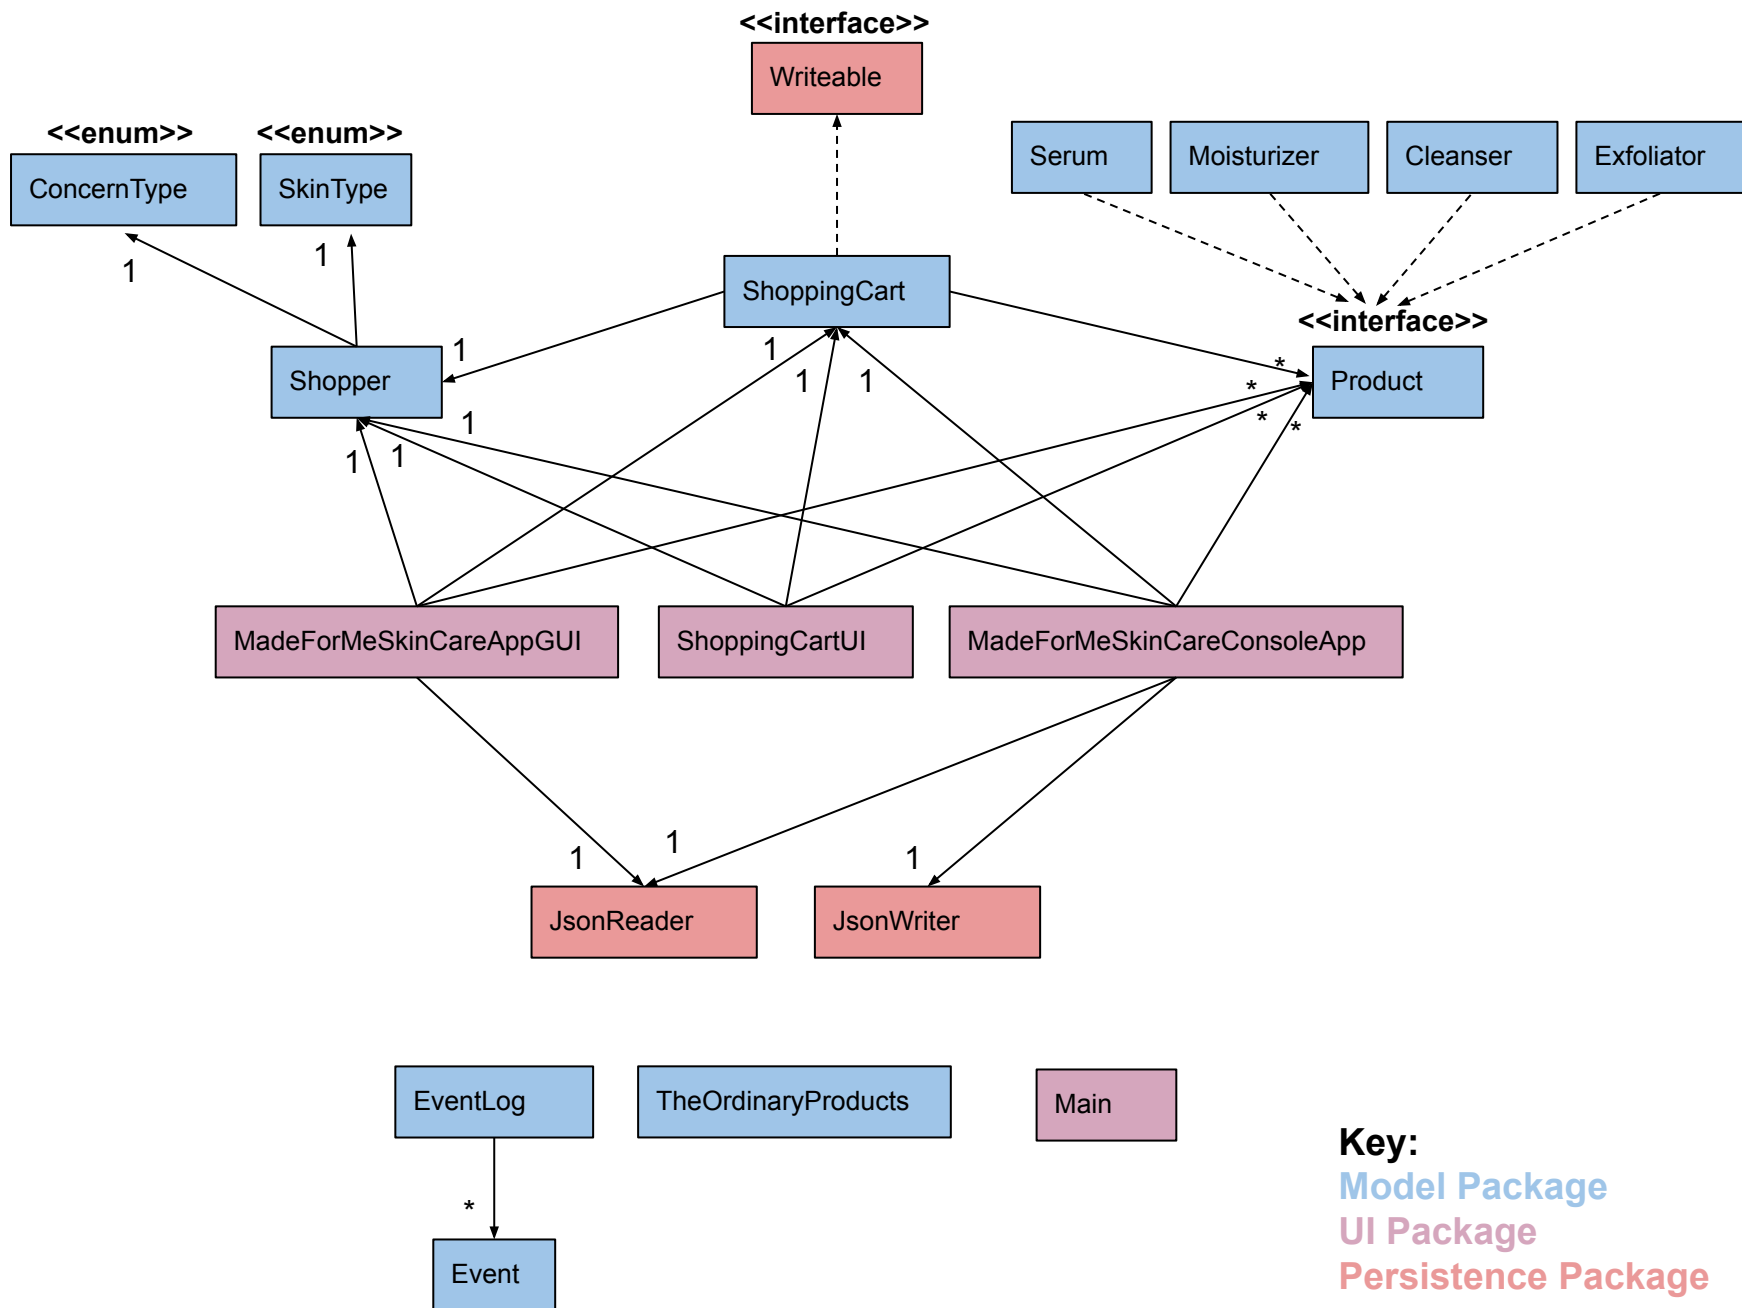 <<interface>>
Writeable
<<enum>>
<<enum>>
ConcernType
SkinType
Serum
Moisturizer
Cleanser
Exfoliator
1
1
ShoppingCart
<<interface>>
1
1
1
1
*
*
*
*
Shopper
Product
1
1
1
MadeForMeSkinCareAppGUI
ShoppingCartUI
MadeForMeSkinCareConsoleApp
1
1
1
JsonReader
JsonWriter
EventLog
TheOrdinaryProducts
Main
*
Event
Key:
Model Package
UI Package
Persistence Package